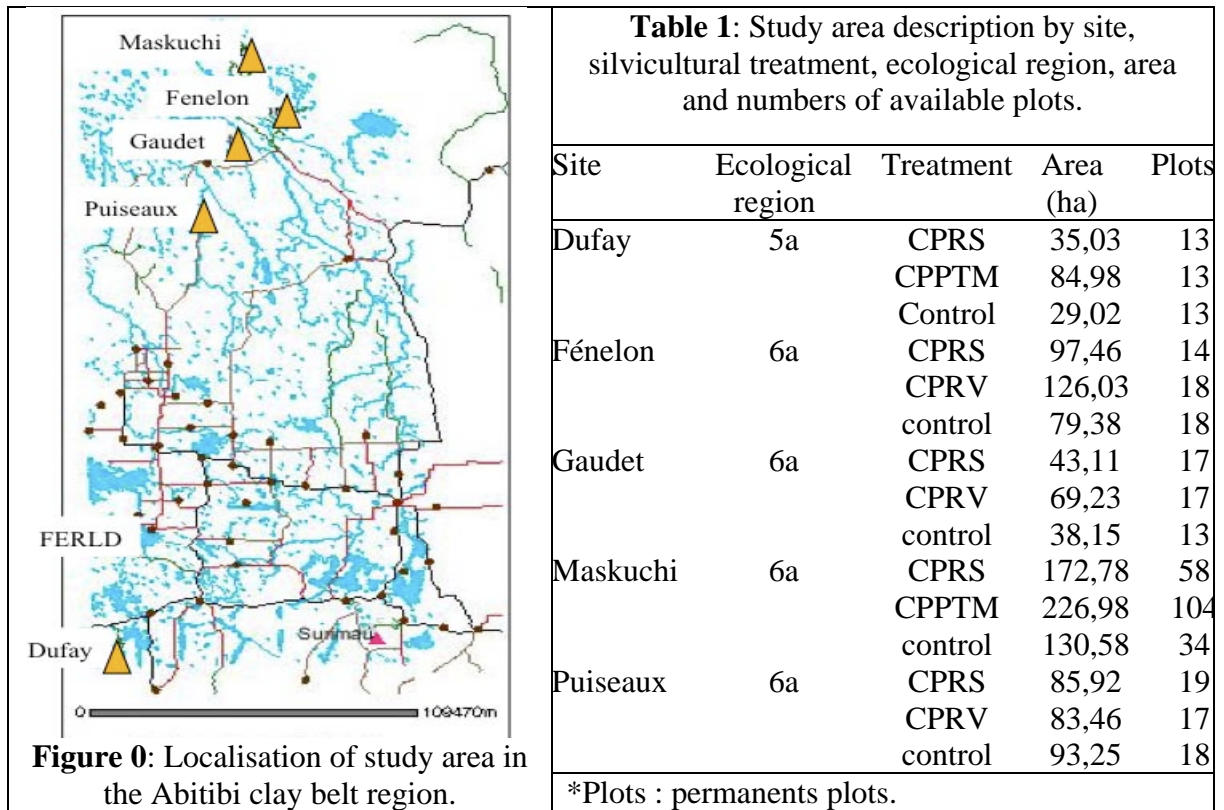 Maskuchi
Fenelon
Gaudet
Puiseaux
FERLD
Dufay
0 109470m
Figure 0: Localisation of study area in
the Abitibi clay belt region.
Table 1: Study area description by site,
silvicultural treatment, ecological region, area
and numbers of available plots.
Site Ecological region Treatment Area (ha) Plots
Dufay 5a CPRS 35,03 13
CPPTM 84,98 13
Control 29,02 13
Fénelon 6a CPRS 97,46 14
CPRV 126,03 18
control 79,38 18
Gaudet 6a CPRS 43,11 17
CPRV 69,23 17
control 38,15 13
Maskuchi 6a CPRS 172,78 58
CPPTM 226,98 104
control 130,58 34
Puiseaux 6a CPRS 85,92 19
CPRV 83,46 17
control 93,25 18
*Plots : permanents plots.